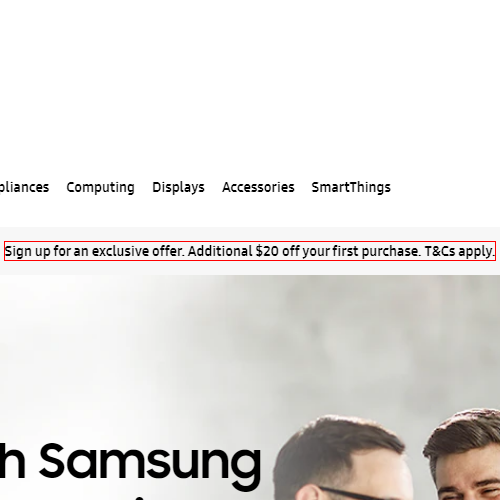 Computing Displays Accessories SmartThings
Sign up for an exclusive offer. Additional $20 off your first purchase. T&Cs apply.
Samsung